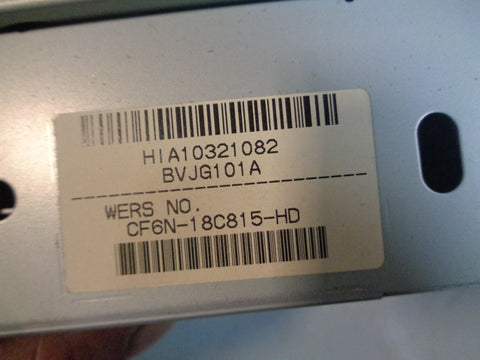 HIA10321082
BVJG101A
WERS NO.
CF6N-18C815-HD